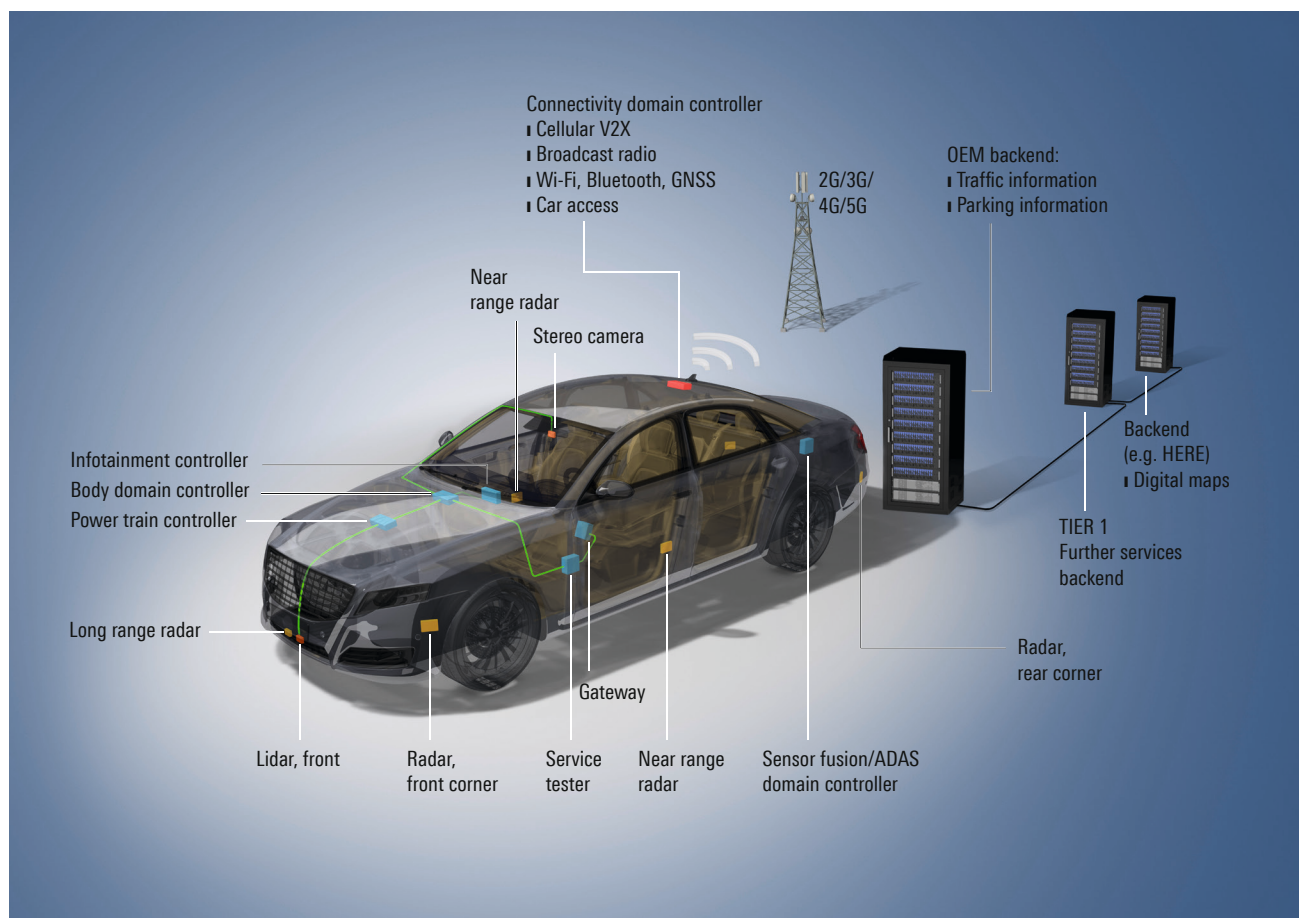 Connectivity domain controller
Cellular V2X
Broadcast radio
Wi-Fi, Bluetooth, GNSS
Car access
2G/3G/
4G/5G
OEM backend:
Traffic information
Parking information
Near
range radar
Stereo camera
Backend
(e.g. HERE)
Digital maps
Infotainment controller
Body domain controller
Power train controller
TIER 1
Further services
backend
Long range radar
Radar,
rear corner
Gateway
Lidar, front
Radar,
front corner
Service
tester
Near range
radar
Sensor fusion/ADAS
domain controller